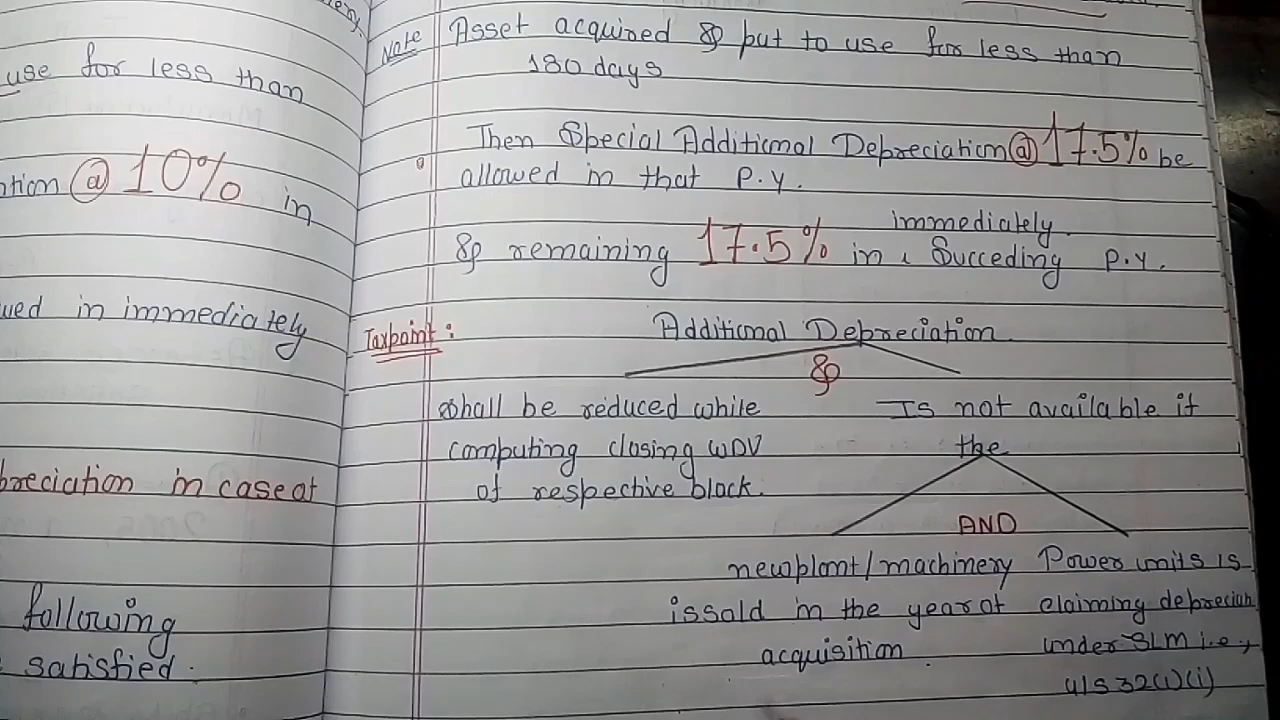 use for less than
@ 10% in
in immediately
in case of
following
satisfied.
Note Asset acquired & put to use for less than
180 days
Then Special Additional Depreciation @ 17.5% be
allowed in that P.Y.
& remaining 17.5% in immediately Succeding P.Y.
Taxpoint : Additional Depreciation
&
shall be reduced while
computing closing WDV
of respective block.
Is not available if
the
AND
new plant/machinery
is sold in the year of
acquisition
Power units is
claiming
under SLM i.e,
u/s 32(1)(i)